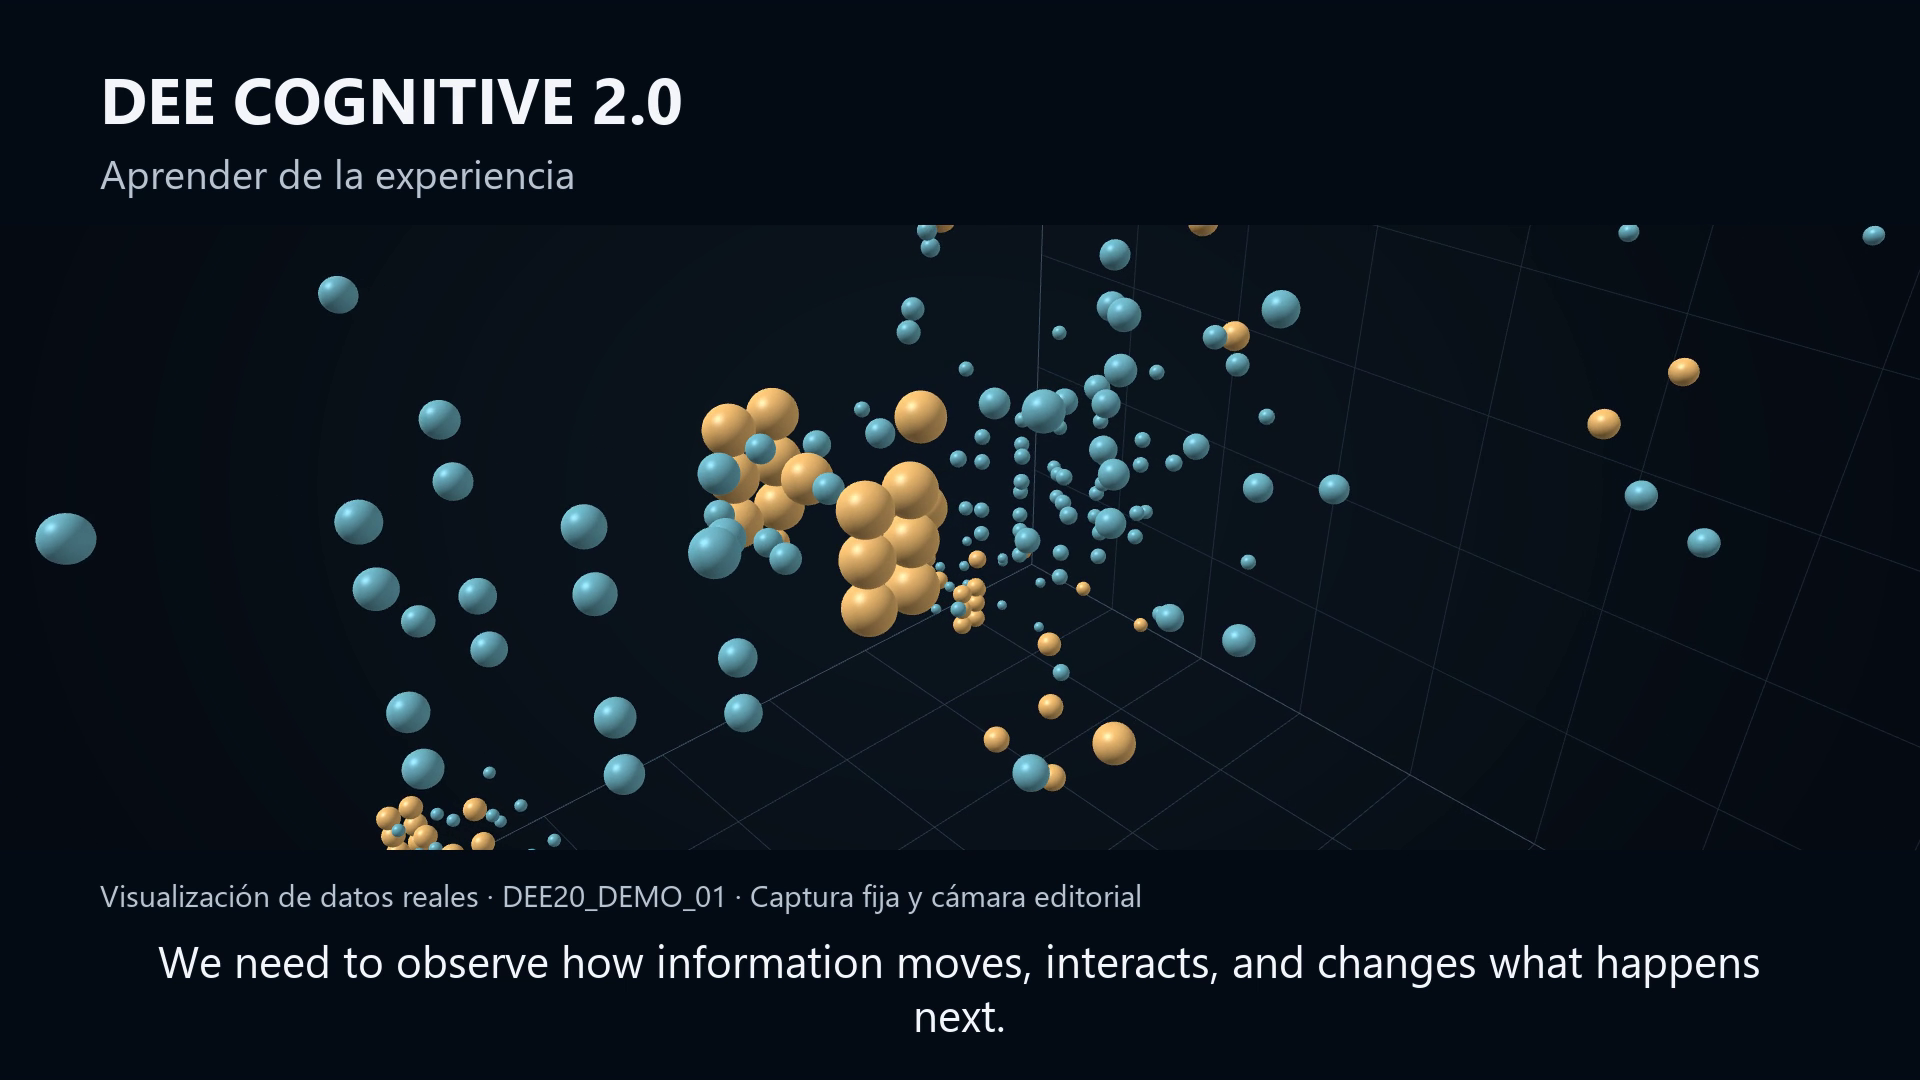 DEE COGNITIVE 2.0
Aprender de la experiencia
Visualización de datos reales · DEE20_DEMO_01 · Captura fija y cámara editorial
We need to observe how information moves, interacts, and changes what happens
next.